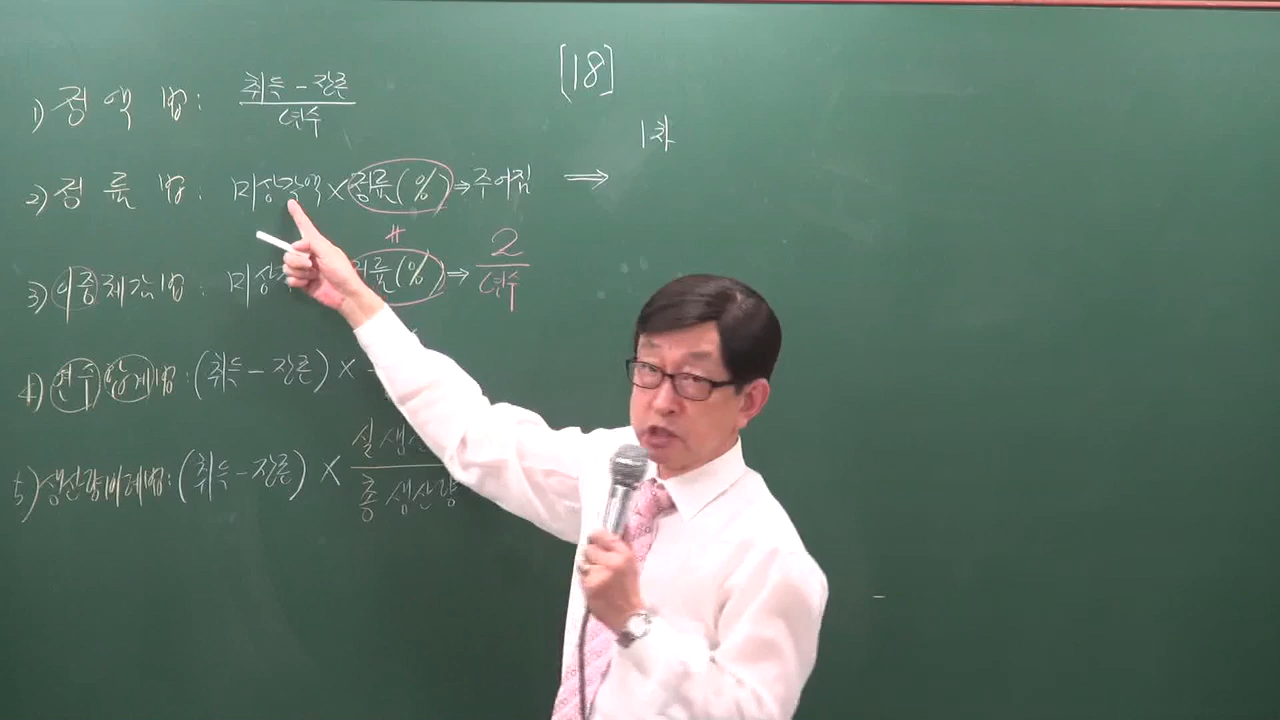 [18]
1) 정액법: 취득 - 잔존 / 연수
1차
2) 정률법: 미상각액 × 정률(%) ⇒ 주어짐 ⇒
#
3) 이중체감법: 미상 률(%) ⇒ 2 / 연수
4) 연수합계법: (취득 - 잔존) ×
5) 생산량비례법: (취득 - 잔존) × 실생산 / 총생산량